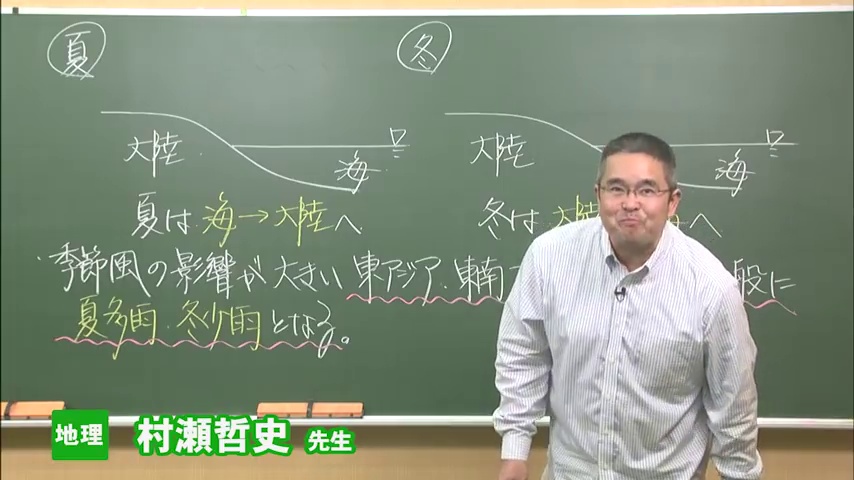 夏
冬
大陸
海
大陸
海
夏は 海→大陸へ
冬は 大陸 へ
季節風の影響が大きい東アジア・東南 般に
夏多雨・冬少雨となる。
地理 村瀬哲史 先生